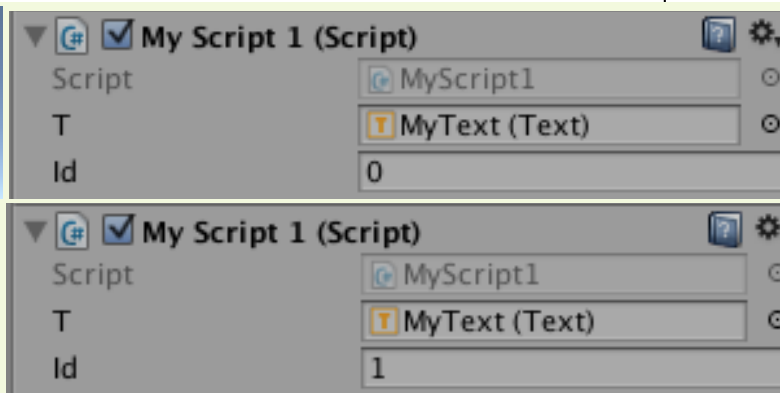 My Script 1 (Script)
Script MyScript1
T MyText (Text)
Id 0
My Script 1 (Script)
Script MyScript1
T MyText (Text)
Id 1